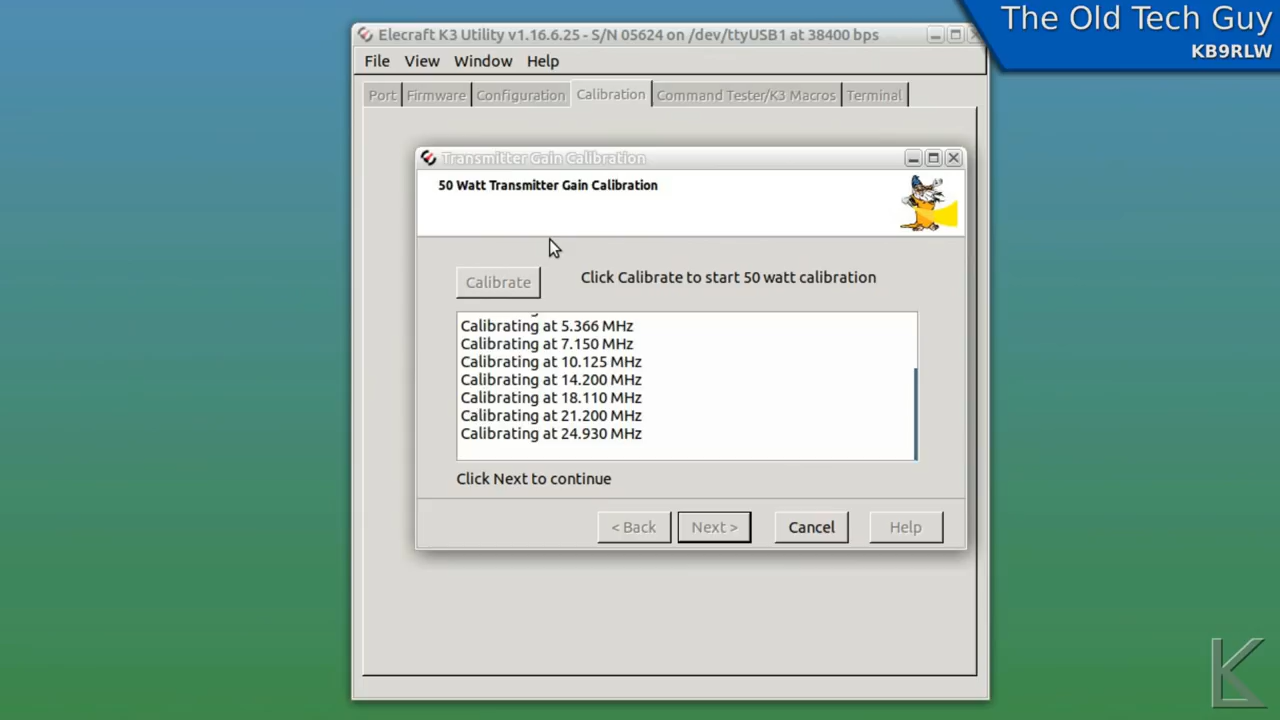 The Old Tech Guy
KB9RLW
Elecraft K3 Utility v1.16.6.25 - S/N 05624 on /dev/ttyUSB1 at 38400 bps
File View Window Help
Port Firmware Configuration Calibration Command Tester/K3 Macros Terminal
Transmitter Gain Calibration
50 Watt Transmitter Gain Calibration
Calibrate Click Calibrate to start 50 watt calibration
Calibrating at 5.366 MHz
Calibrating at 7.150 MHz
Calibrating at 10.125 MHz
Calibrating at 14.200 MHz
Calibrating at 18.110 MHz
Calibrating at 21.200 MHz
Calibrating at 24.930 MHz
Click Next to continue
< Back Next > Cancel Help
K